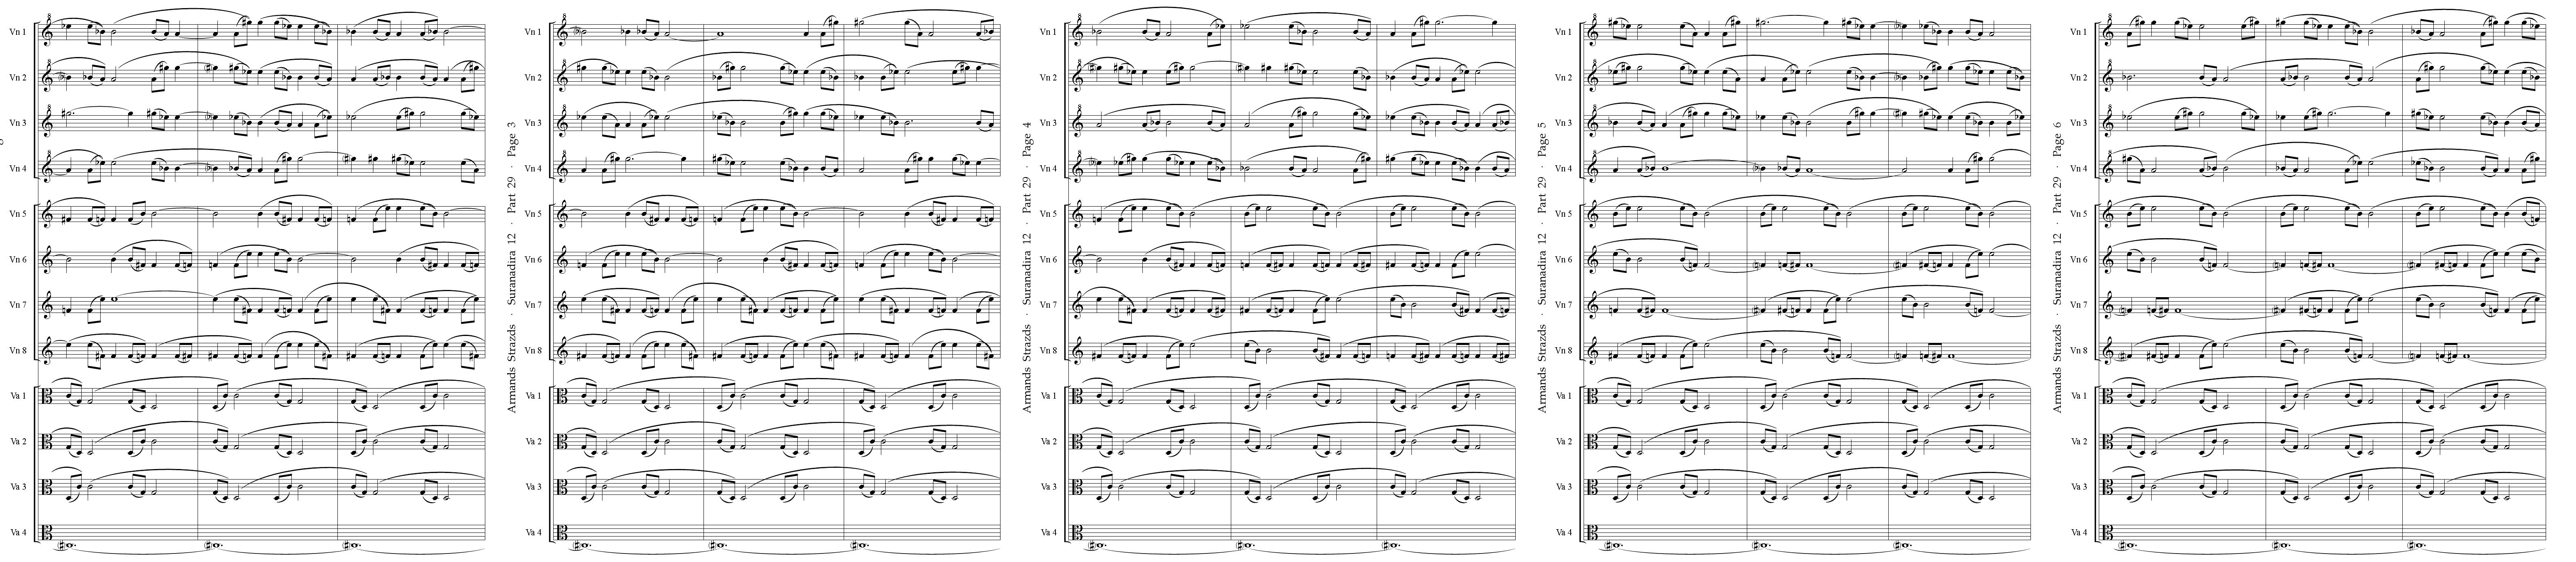 Vn 1
Vn 2
Vn 3
Vn 4
Vn 5
Vn 6
Vn 7
Vn 8
Va 1
Va 2
Va 3
Va 4
Armands Strazds · Suranadira 12 · Part 29 · Page 3
Vn 1
Vn 2
Vn 3
Vn 4
Vn 5
Vn 6
Vn 7
Vn 8
Va 1
Va 2
Va 3
Va 4
Armands Strazds · Suranadira 12 · Part 29 · Page 4
Vn 1
Vn 2
Vn 3
Vn 4
Vn 5
Vn 6
Vn 7
Vn 8
Va 1
Va 2
Va 3
Va 4
Armands Strazds · Suranadira 12 · Part 29 · Page 5
Vn 1
Vn 2
Vn 3
Vn 4
Vn 5
Vn 6
Vn 7
Vn 8
Va 1
Va 2
Va 3
Va 4
Armands Strazds · Suranadira 12 · Part 29 · Page 6
Vn 1
Vn 2
Vn 3
Vn 4
Vn 5
Vn 6
Vn 7
Vn 8
Va 1
Va 2
Va 3
Va 4